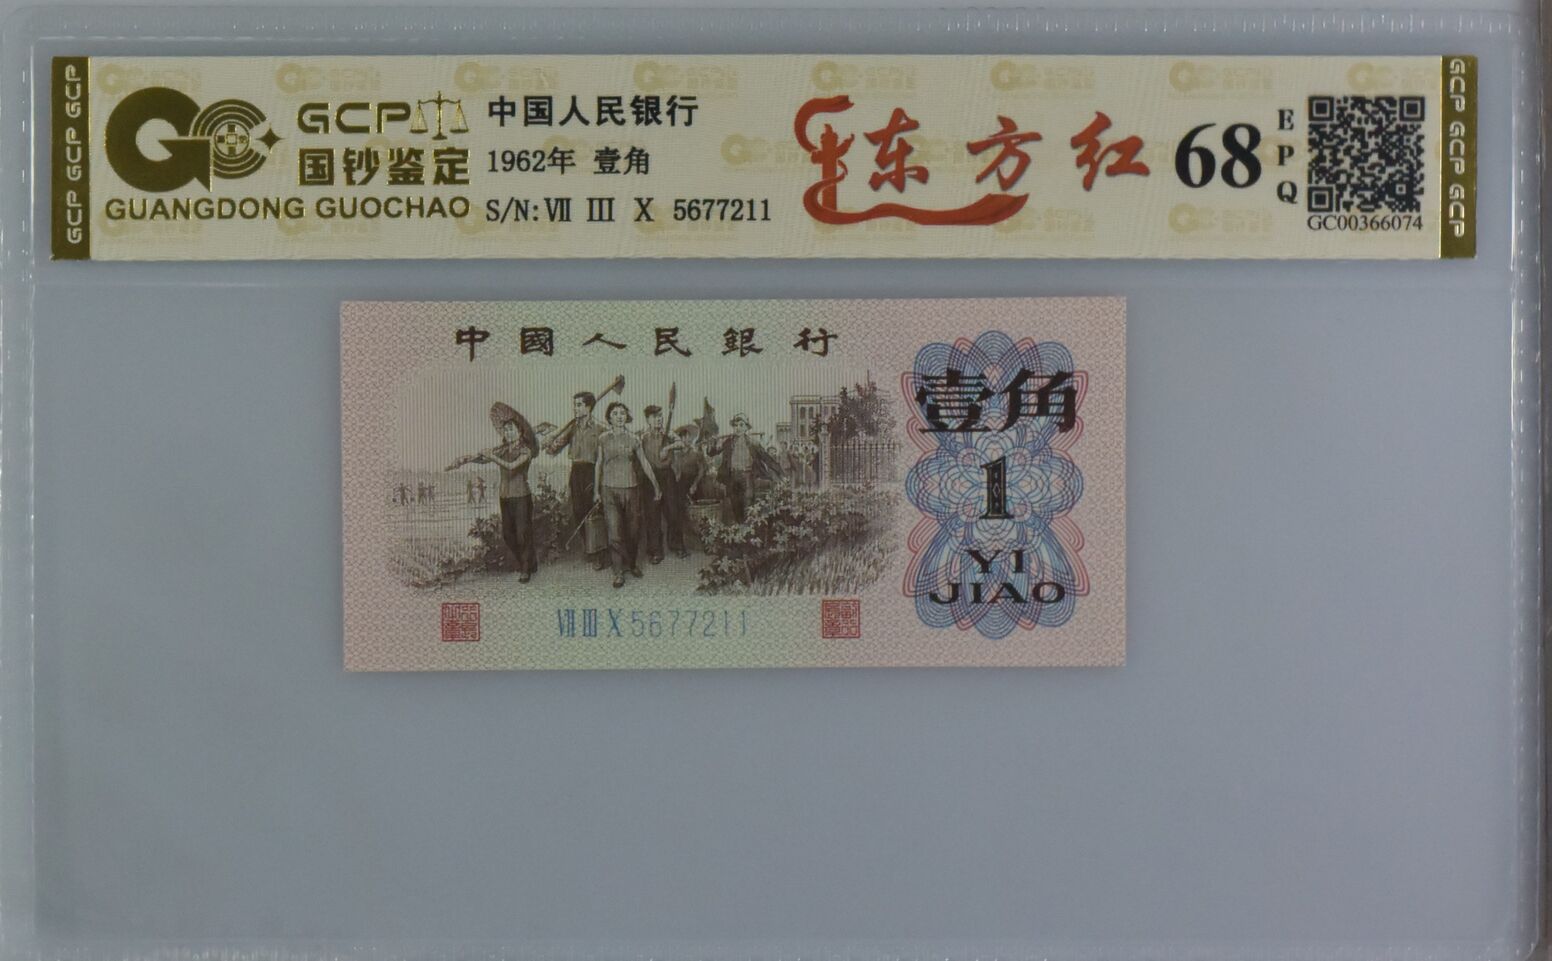 GCP GCP GCP
GCP
国钞鉴定
GUANGDONG GUOCHAO
中国人民银行
1962年 壹角
S/N: Ⅶ Ⅲ Ⅹ 5677211
东方红
68
EPQ
GC00366074
GCP GCP GCP
中國人民銀行
壹角
1
YI
JIAO
Ⅶ Ⅲ Ⅹ 5677211